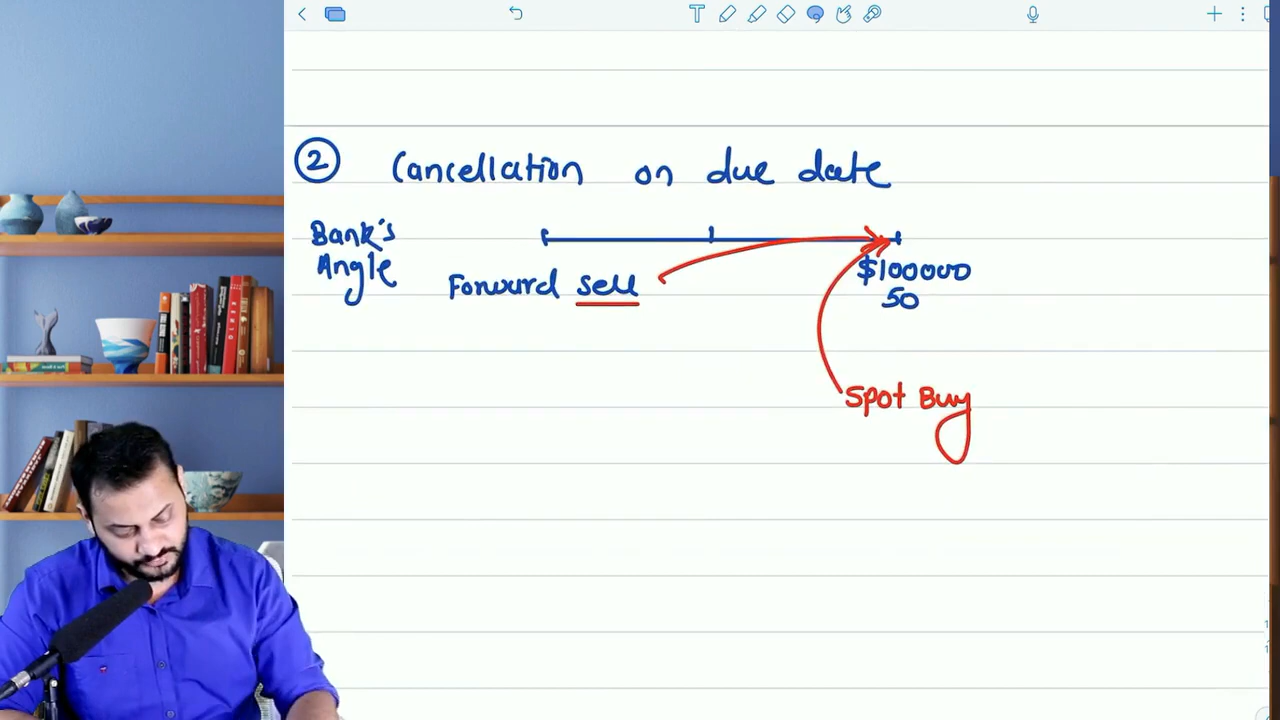 ② Cancellation on due date
Bank's
Angle
Forward sell
$100000
50
Spot Buy